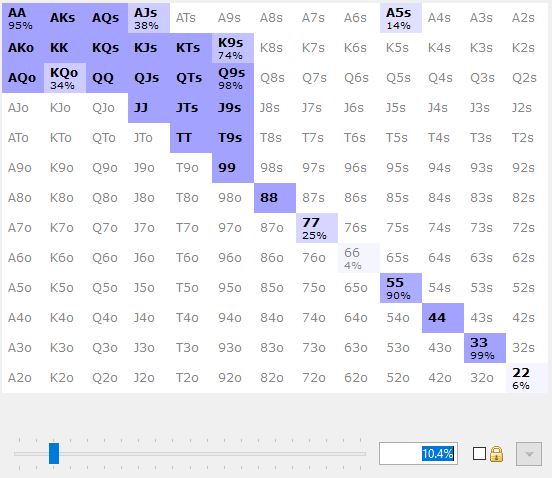 AA AKs AQs AJs ATs A9s A8s A7s A6s A5s A4s A3s A2s
95% 38% 14%
AKo KK KQs KJs KTs K9s K8s K7s K6s K5s K4s K3s K2s
74%
AQo KQo QQ QJs QTs Q9s Q8s Q7s Q6s Q5s Q4s Q3s Q2s
34% 98%
AJo KJo QJo JJ JTs J9s J8s J7s J6s J5s J4s J3s J2s
ATo KTo QTo JTo TT T9s T8s T7s T6s T5s T4s T3s T2s
A9o K9o Q9o J9o T9o 99 98s 97s 96s 95s 94s 93s 92s
A8o K8o Q8o J8o T8o 98o 88 87s 86s 85s 84s 83s 82s
A7o K7o Q7o J7o T7o 97o 87o 77 76s 75s 74s 73s 72s
25%
A6o K6o Q6o J6o T6o 96o 86o 76o 66 65s 64s 63s 62s
4%
A5o K5o Q5o J5o T5o 95o 85o 75o 65o 55 54s 53s 52s
90%
A4o K4o Q4o J4o T4o 94o 84o 74o 64o 54o 44 43s 42s
A3o K3o Q3o J3o T3o 93o 83o 73o 63o 53o 43o 33 32s
99%
A2o K2o Q2o J2o T2o 92o 82o 72o 62o 52o 42o 32o 22
6%
10.4%